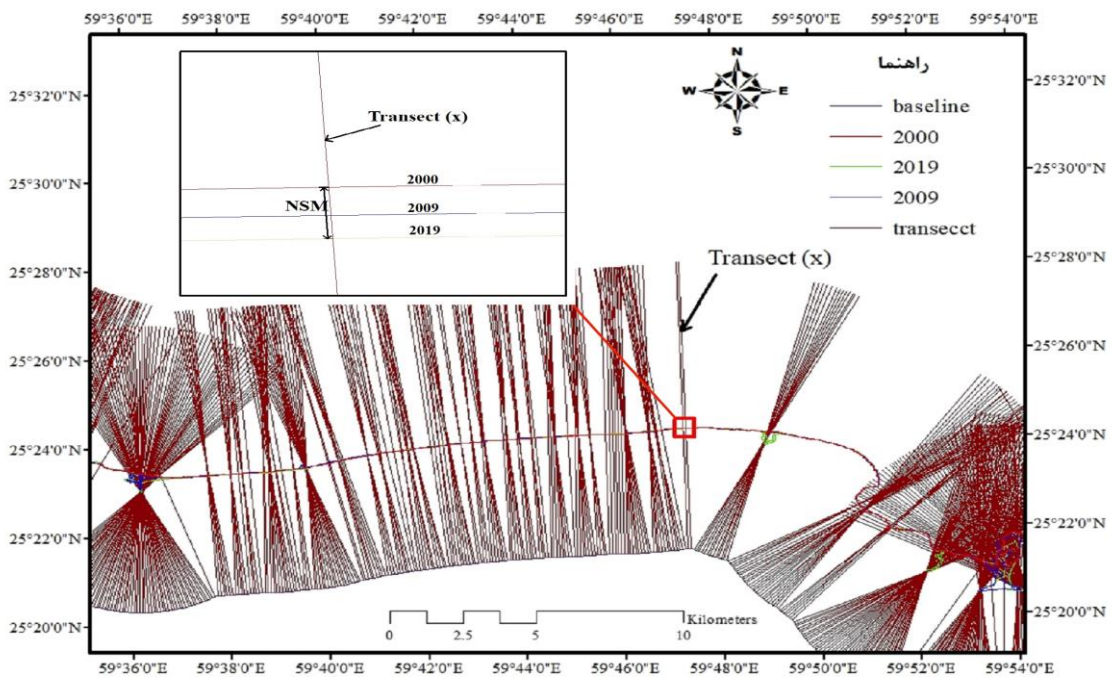 59°36'0"E 59°38'0"E 59°40'0"E 59°42'0"E 59°44'0"E 59°46'0"E 59°48'0"E 59°50'0"E 59°52'0"E 59°54'0"E
N
W E
S
راهنما
baseline
2000
2019
2009
transecct
Transect (x)
2000
NSM
2009
2019
Transect (x)
25°32'0"N
25°30'0"N
25°28'0"N
25°26'0"N
25°24'0"N
25°22'0"N
25°20'0"N
25°32'0"N
25°30'0"N
25°28'0"N
25°26'0"N
25°24'0"N
25°22'0"N
25°20'0"N
Kilometers
0 2.5 5 10
59°36'0"E 59°38'0"E 59°40'0"E 59°42'0"E 59°44'0"E 59°46'0"E 59°48'0"E 59°50'0"E 59°52'0"E 59°54'0"E